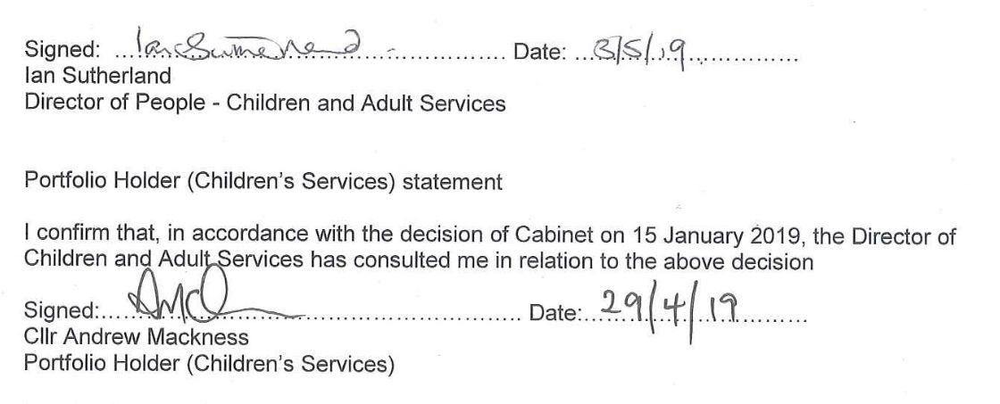 Signed: ...Ian Sutherland................. Date: ...3/5/19................
Ian Sutherland
Director of People - Children and Adult Services
Portfolio Holder (Children's Services) statement
I confirm that, in accordance with the decision of Cabinet on 15 January 2019, the Director of
Children and Adult Services has consulted me in relation to the above decision
Signed:.......................................... Date:...29/4/19............
Cllr Andrew Mackness
Portfolio Holder (Children's Services)